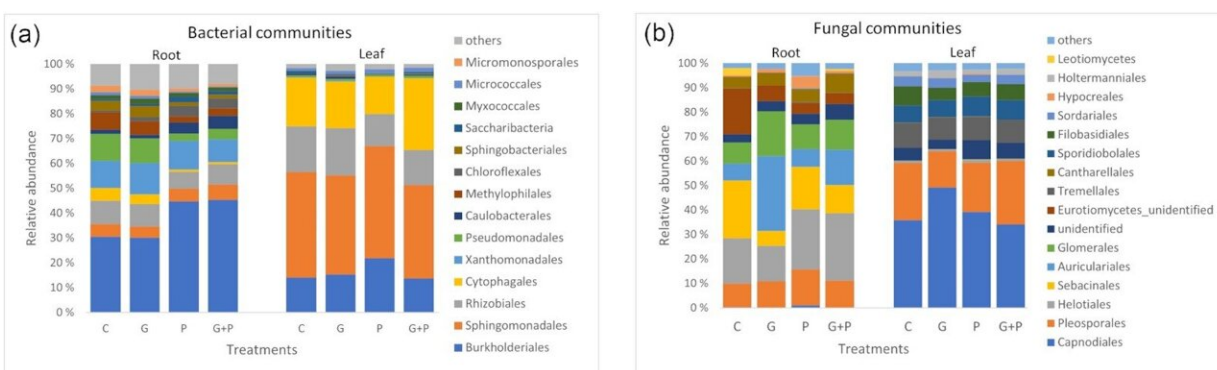 (a)
Bacterial communities
Root
Leaf
100 %
90 %
80 %
70 %
60 %
50 %
40 %
30 %
20 %
10 %
0 %
Relative abundance
C G P G+P C G P G+P
Treatments
others
Micromonosporales
Micrococcales
Myxococcales
Saccharibacteria
Sphingobacteriales
Chloroflexales
Methylophilales
Caulobacterales
Pseudomonadales
Xanthomonadales
Cytophagales
Rhizobiales
Sphingomonadales
Burkholderiales
(b)
Fungal communities
Root
Leaf
100 %
90 %
80 %
70 %
60 %
50 %
40 %
30 %
20 %
10 %
0 %
Relative abundance
C G P G+P C G P G+P
Treatments
others
Leotiomycetes
Holtermanniales
Hypocreales
Sordariales
Filobasidiales
Sporidiobolales
Cantharellales
Tremellales
Eurotiomycetes_unidentified
unidentified
Glomerales
Auriculariales
Sebacinales
Helotiales
Pleosporales
Capnodiales